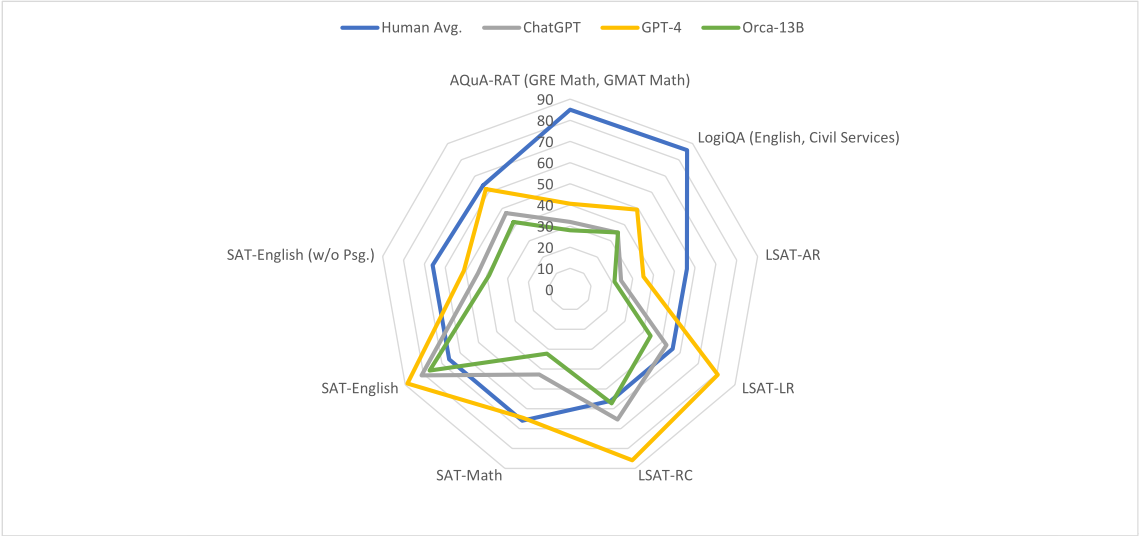 Human Avg. ChatGPT GPT-4 Orca-13B
AQuA-RAT (GRE Math, GMAT Math)
90
80
70
60
50
40
30
20
10
0
LogiQA (English, Civil Services)
LSAT-AR
LSAT-LR
LSAT-RC
SAT-Math
SAT-English
SAT-English (w/o Psg.)